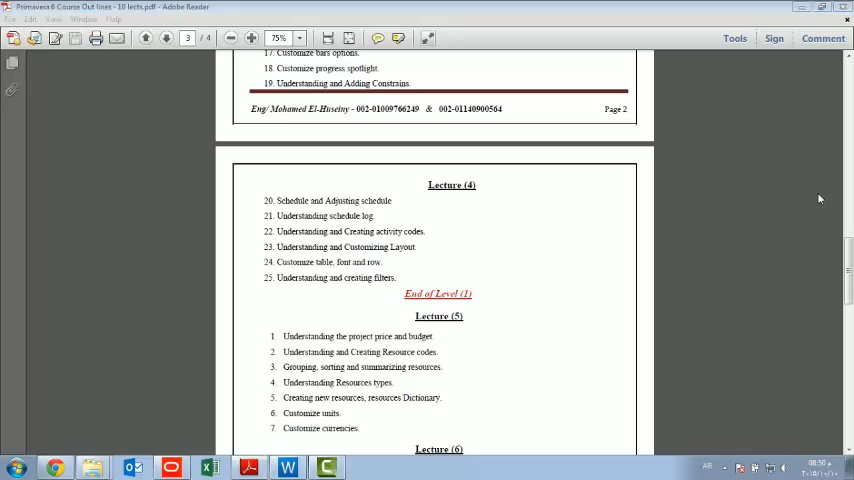 Primavera 6 Course Out lines - 10 lects.pdf - Adobe Reader
File Edit View Window Help
3 / 4 75% Tools Sign Comment
17. Customize bars options.
18. Customize progress spotlight.
19. Understanding and Adding Constrains.
Eng/ Mohamed El-Huseiny - 002-01009766249 & 002-01140900564 Page 2
Lecture (4)
20. Schedule and Adjusting schedule
21. Understanding schedule log.
22. Understanding and Creating activity codes.
23. Understanding and Customizing Layout.
24. Customize table, font and row.
25. Understanding and creating filters.
End of Level (1)
Lecture (5)
1. Understanding the project price and budget
2. Understanding and Creating Resource codes.
3. Grouping, sorting and summarizing resources.
4. Understanding Resources types.
5. Creating new resources, resources Dictionary.
6. Customize units.
7. Customize currencies.
Lecture (6)
AR 08:50 م
٢٠١٥/١٠/١٠